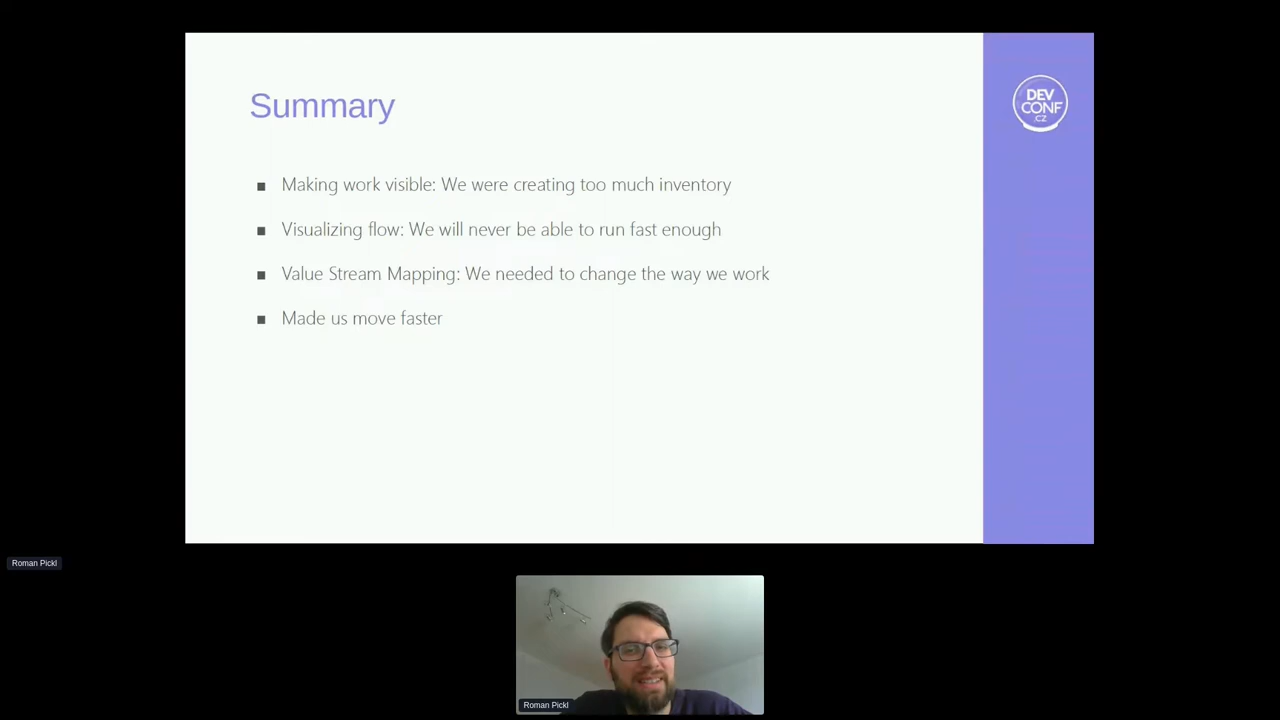 Summary
DEV
CONF
.CZ
■ Making work visible: We were creating too much inventory
■ Visualizing flow: We will never be able to run fast enough
■ Value Stream Mapping: We needed to change the way we work
■ Made us move faster
Roman Pickl
Roman Pickl